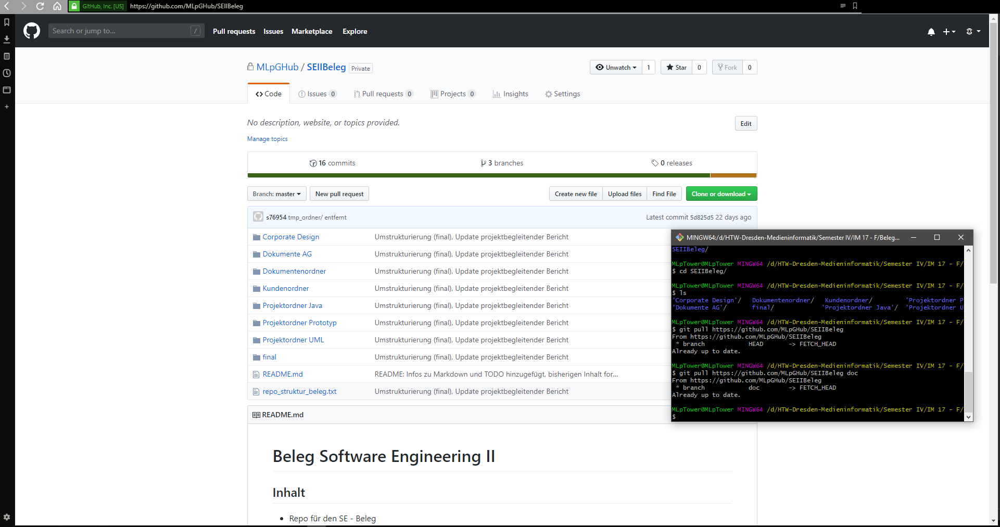 GitHub, Inc. [US] https://github.com/MLpGHub/SEIIBeleg
Search or jump to... / Pull requests Issues Marketplace Explore
MLpGHub / SEIIBeleg Private
Unwatch 1 Star 0 Fork 0
Code Issues 0 Pull requests 0 Projects 0 Insights Settings
No description, website, or topics provided. Edit
Manage topics
16 commits 3 branches 0 releases
Branch: master New pull request Create new file Upload files Find File Clone or download
s76954 tmp_ordner/ entfernt Latest commit 5d825d5 22 days ago
Corporate Design Umstrukturierung (final), Update projektbegleitender Bericht
Dokumente AG Umstrukturierung (final), Update projektbegleitender Bericht
Dokumentenordner Umstrukturierung (final), Update projektbegleitender Bericht
Kundenordner Umstrukturierung (final), Update projektbegleitender Bericht
Projektordner Java Umstrukturierung (final), Update projektbegleitender Bericht
Projektordner Prototyp Umstrukturierung (final), Update projektbegleitender Bericht
Projektordner UML Umstrukturierung (final), Update projektbegleitender Bericht
final Umstrukturierung (final), Update projektbegleitender Bericht
README.md README: Infos zu Markdown und TODO hinzugefügt, bisherigen Inhalt for...
repo_struktur_beleg.txt Umstrukturierung (final), Update projektbegleitender Bericht
README.md
Beleg Software Engineering II
Inhalt
Repo für den SE - Beleg
MINGW64:/d/HTW-Dresden-Medieninformatik/Semester IV/IM 17 - F/Beleg...
SEIIBeleg/
MLpTower@MLpTower MINGW64 /d/HTW-Dresden-Medieninformatik/Semester IV/IM 17 - F/
$ cd SEIIBeleg/
MLpTower@MLpTower MINGW64 /d/HTW-Dresden-Medieninformatik/Semester IV/IM 17 - F/
$ ls
'Corporate Design'/ Dokumentenordner/ Kundenordner/ 'Projektordner P
'Dokumente AG'/ final/ 'Projektordner Java'/ 'Projektordner U
MLpTower@MLpTower MINGW64 /d/HTW-Dresden-Medieninformatik/Semester IV/IM 17 - F/
$ git pull https://github.com/MLpGHub/SEIIBeleg
From https://github.com/MLpGHub/SEIIBeleg
* branch HEAD -> FETCH_HEAD
Already up to date.
MLpTower@MLpTower MINGW64 /d/HTW-Dresden-Medieninformatik/Semester IV/IM 17 - F/
$ git pull https://github.com/MLpGHub/SEIIBeleg doc
From https://github.com/MLpGHub/SEIIBeleg
* branch doc -> FETCH_HEAD
Already up to date.
MLpTower@MLpTower MINGW64 /d/HTW-Dresden-Medieninformatik/Semester IV/IM 17 - F/
$